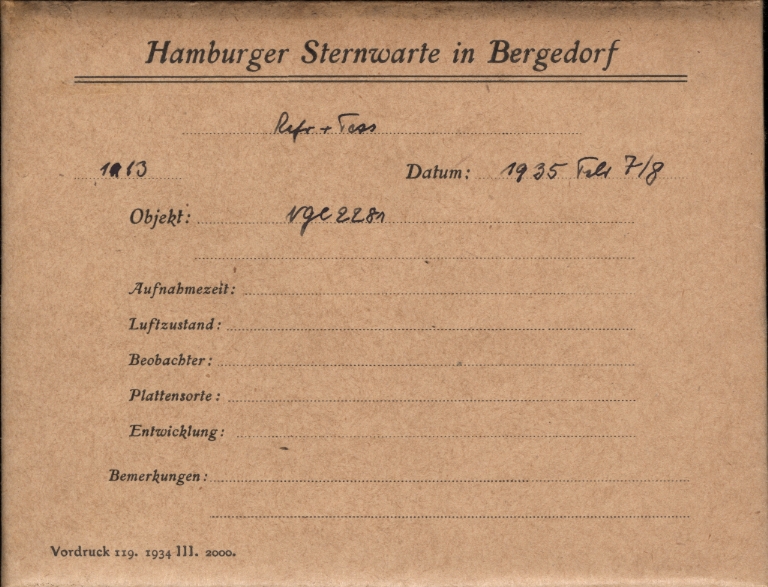 Hamburger Sternwarte in Bergedorf
Refr + Tess
1913 Datum: 1935 Febr 7/8
Objekt: NGC 2281
Aufnahmezeit:
Luftzustand:
Beobachter:
Plattensorte:
Entwicklung:
Bemerkungen:
Vordruck 119. 1934 III. 2000.